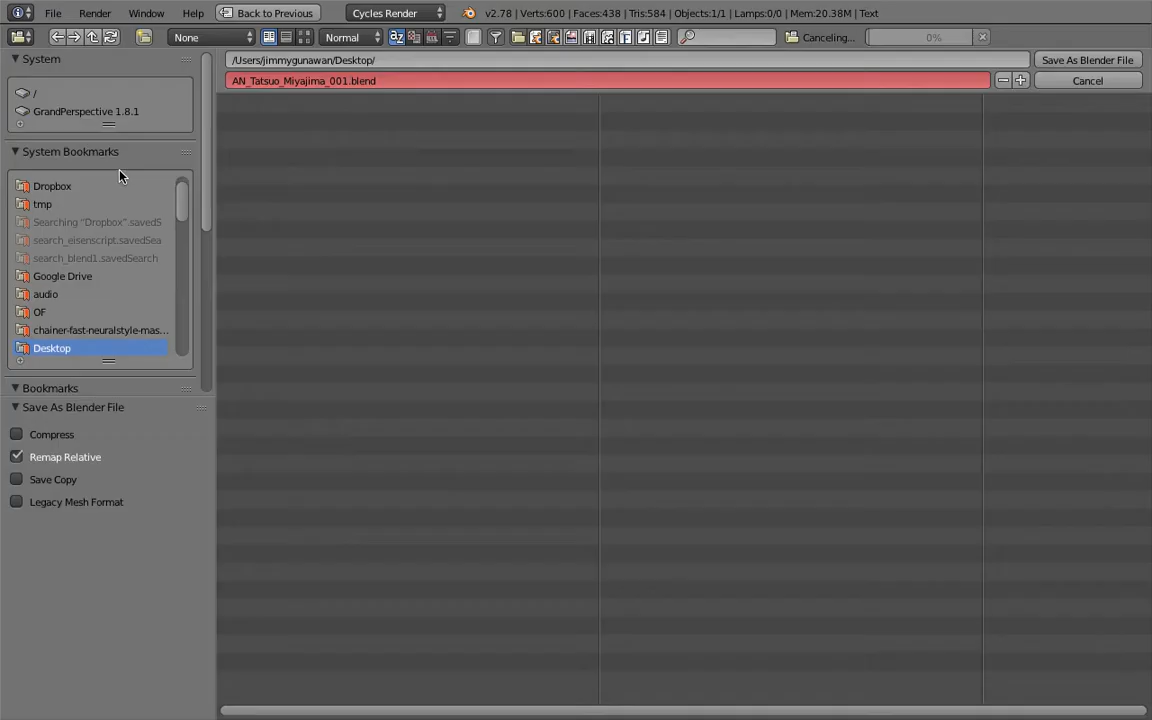 File Render Window Help Back to Previous Cycles Render v2.78 | Verts:600 | Faces:438 | Tris:584 | Objects:1/1 | Lamps:0/0 | Mem:20.38M | Text
None Normal Canceling... 0%
System
/Users/jimmygunawan/Desktop/ Save As Blender File
AN_Tatsuo_Miyajima_001.blend Cancel
/
GrandPerspective 1.8.1
System Bookmarks
Dropbox
tmp
Searching "Dropbox".savedS
search_eisenscript.savedSea
search_blend1.savedSearch
Google Drive
audio
OF
chainer-fast-neuralstyle-mas...
Desktop
Bookmarks
Save As Blender File
Compress
Remap Relative
Save Copy
Legacy Mesh Format